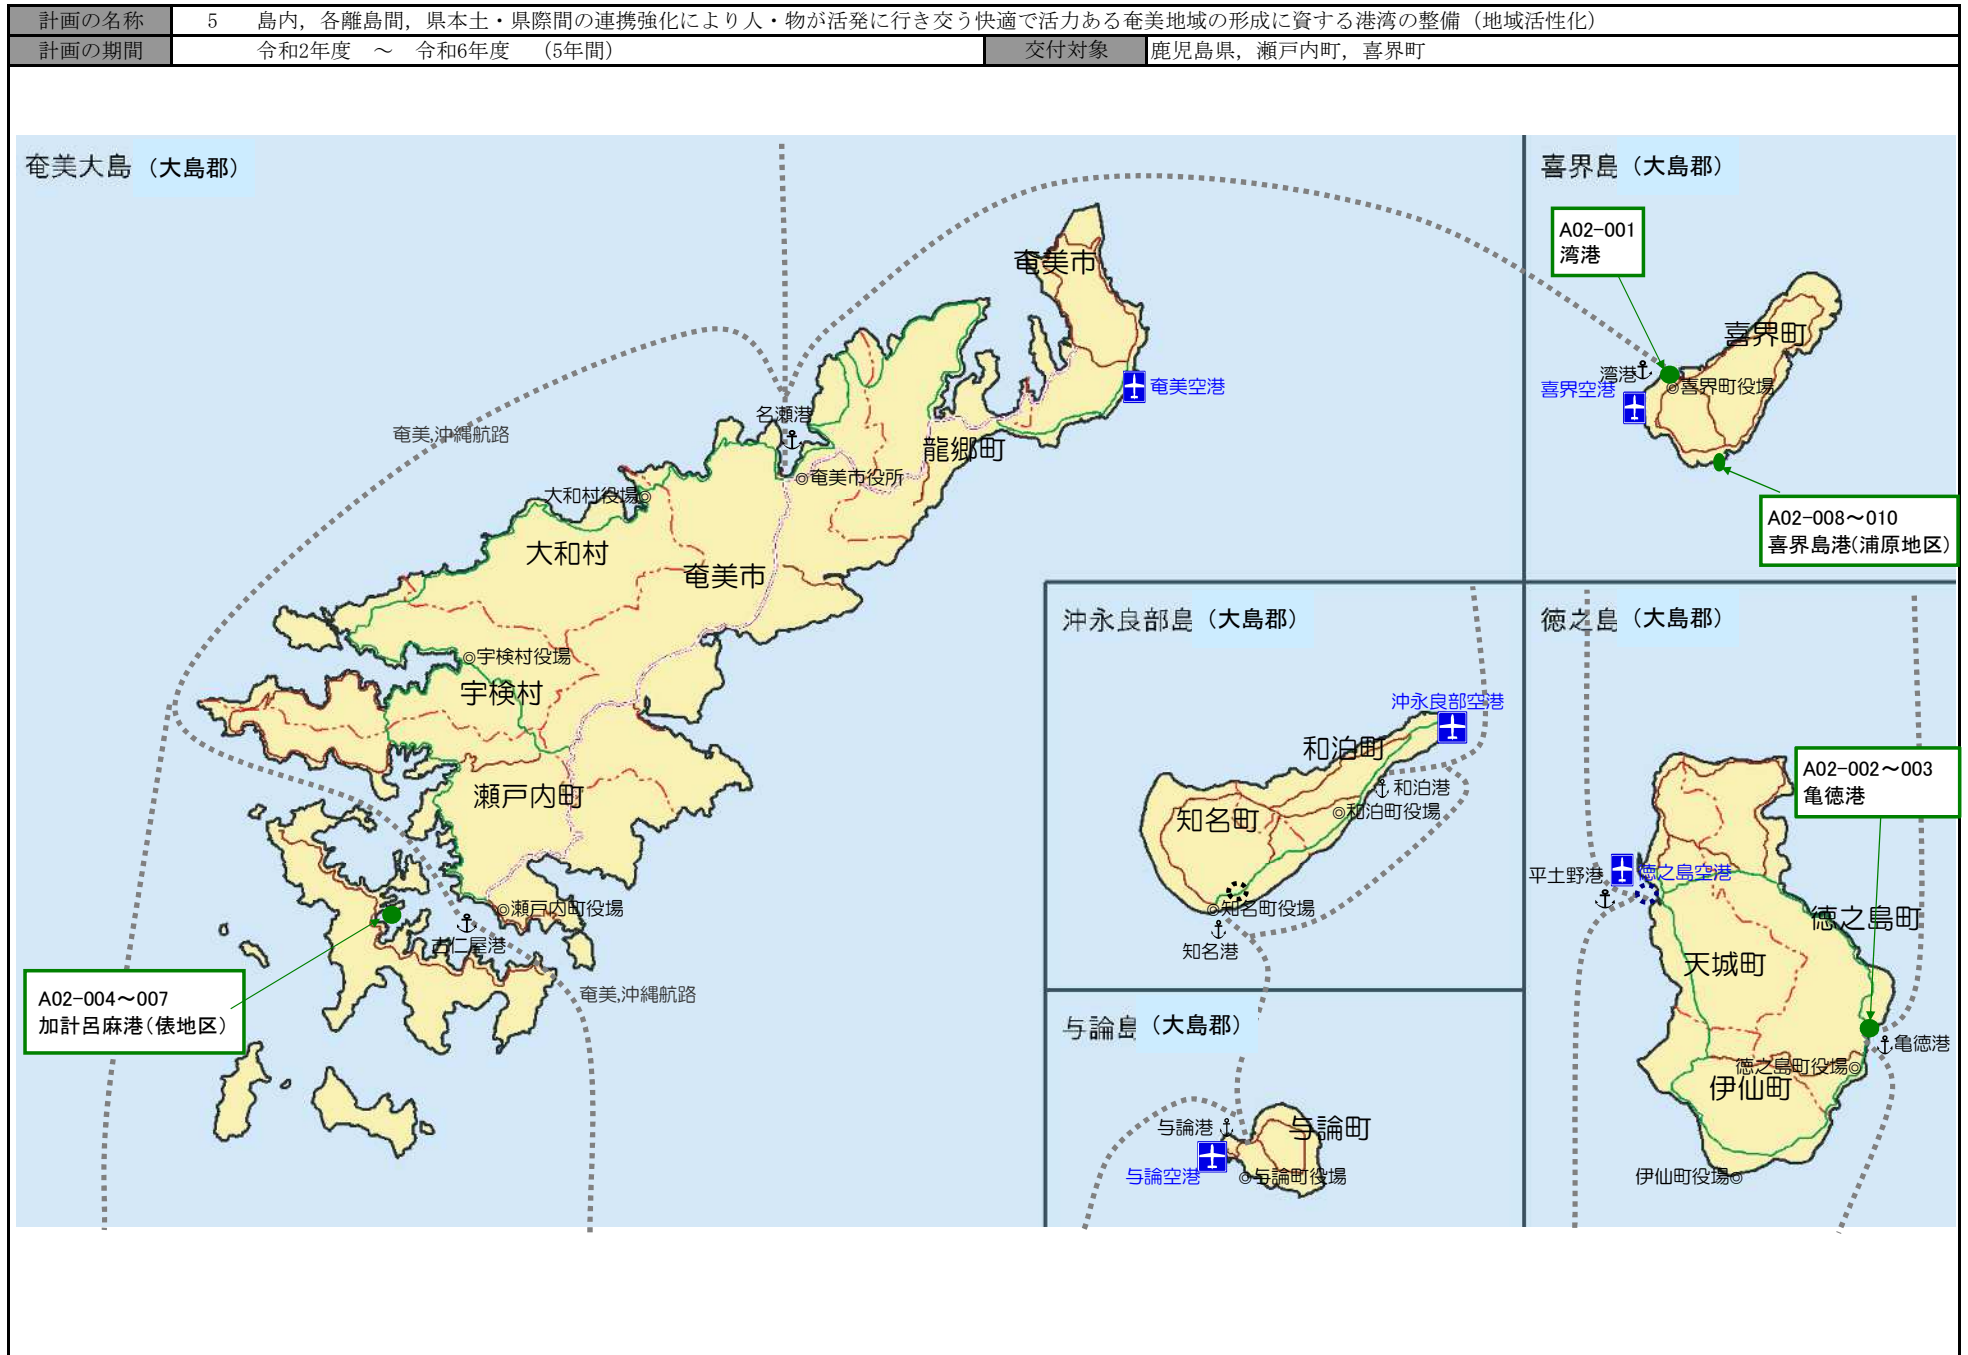 計画の名称 5 島内，各離島間，県本土・県際間の連携強化により人・物が活発に行き交う快適で活力ある奄美地域の形成に資する港湾の整備（地域活性化）
計画の期間 令和2年度 ～ 令和6年度 （5年間） 交付対象 鹿児島県，瀬戸内町，喜界町
奄美大島（大島郡）
奄美市
奄美空港
名瀬港
奄美,沖縄航路
龍郷町
◎奄美市役所
大和村役場◎
大和村
奄美市
◎宇検村役場
宇検村
瀬戸内町
◎瀬戸内町役場
古仁屋港
奄美,沖縄航路
A02-004～007
加計呂麻港（俵地区）
喜界島（大島郡）
A02-001
湾港
喜界町
湾港
◎喜界町役場
喜界空港
A02-008～010
喜界島港（浦原地区）
沖永良部島（大島郡）
沖永良部空港
和泊町
和泊港
◎和泊町役場
知名町
◎知名町役場
知名港
与論島（大島郡）
与論港
与論町
与論空港
◎与論町役場
徳之島（大島郡）
A02-002～003
亀徳港
平土野港
徳之島空港
徳之島町
天城町
亀徳港
徳之島町役場◎
伊仙町
伊仙町役場◎